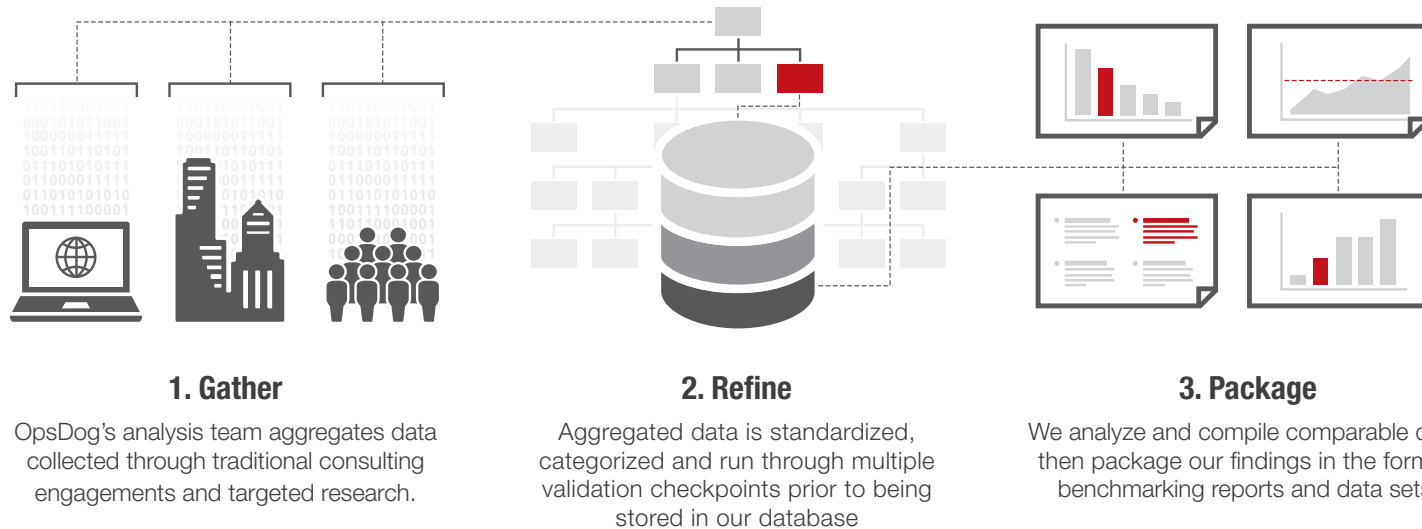 1. Gather
OpsDog's analysis team aggregates data
collected through traditional consulting
engagements and targeted research.
2. Refine
Aggregated data is standardized,
categorized and run through multiple
validation checkpoints prior to being
stored in our database
3. Package
We analyze and compile comparable
then package our findings in the form
benchmarking reports and data sets